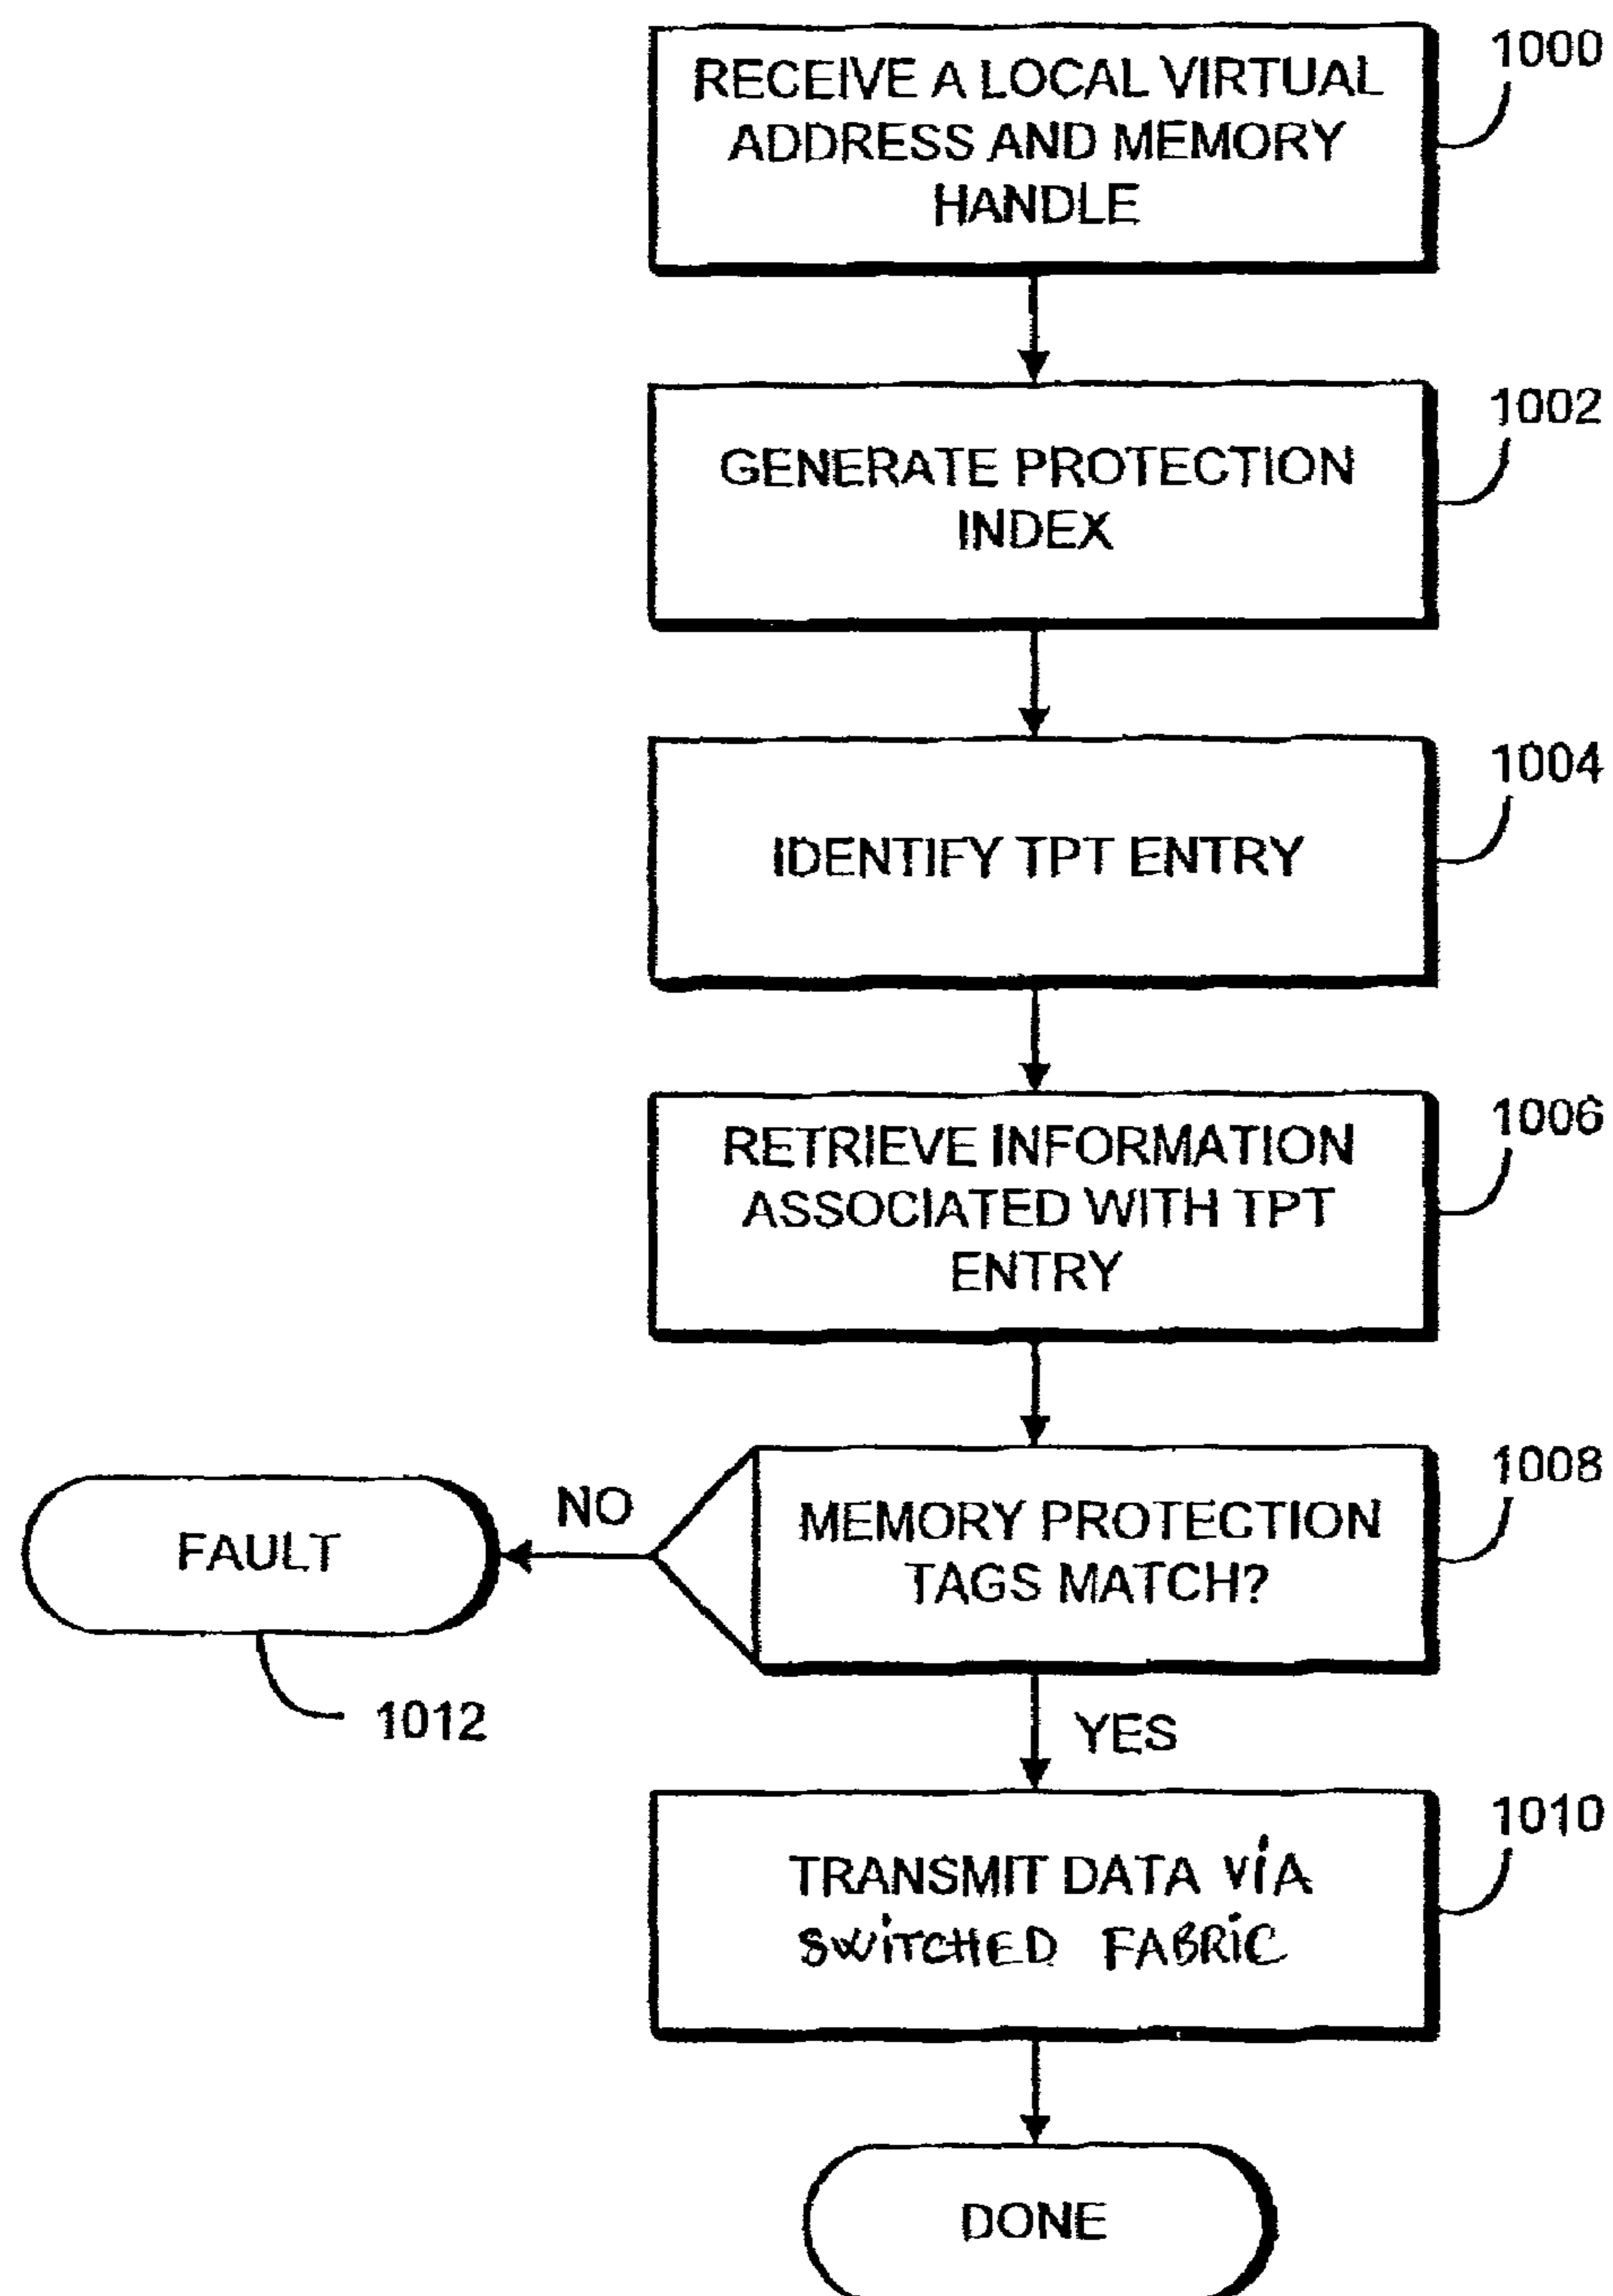 RECEIVE A LOCAL VIRTUAL
ADDRESS AND MEMORY
HANDLE
1000
GENERATE PROTECTION
INDEX
1002
IDENTIFY TPT ENTRY
1004
RETRIEVE INFORMATION
ASSOCIATED WITH TPT
ENTRY
1006
MEMORY PROTECTION
TAGS MATCH?
1008
NO
FAULT
1012
YES
TRANSMIT DATA ViA
SWiTCHED FABRiC
1010
DONE